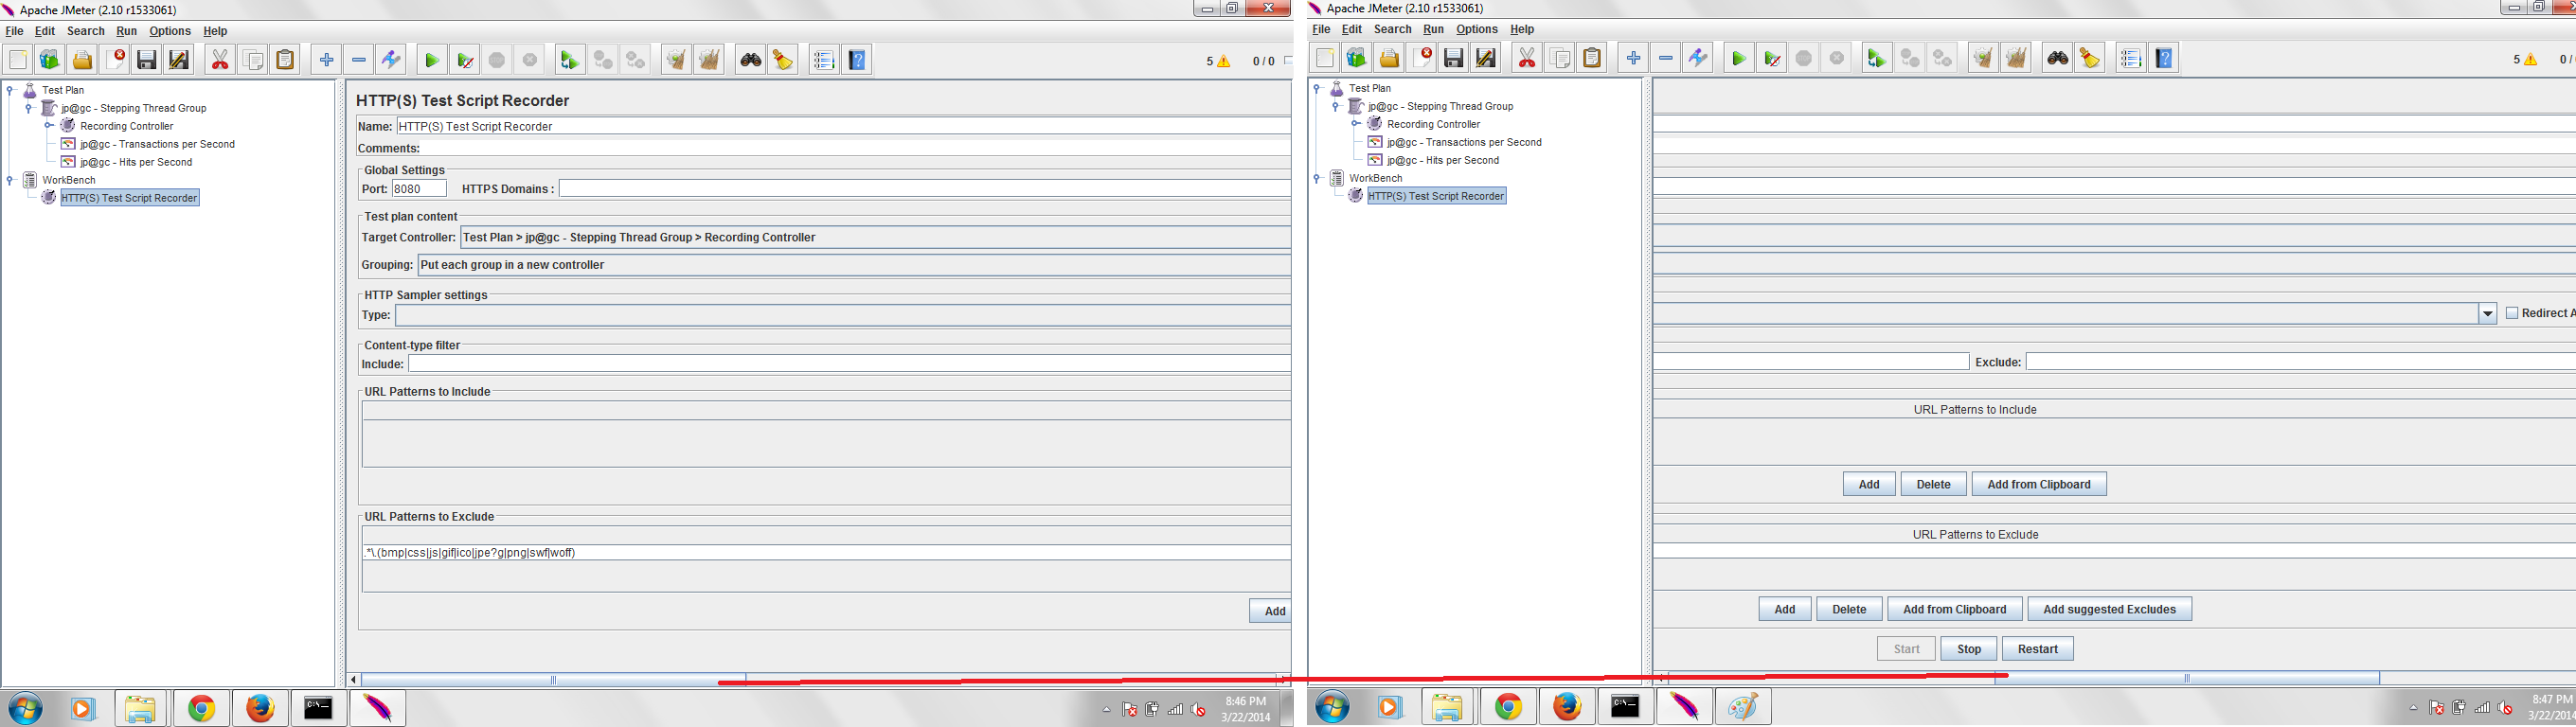 Apache JMeter (2.10 r1533061)
File Edit Search Run Options Help
5 0 / 0
Test Plan
jp@gc - Stepping Thread Group
Recording Controller
jp@gc - Transactions per Second
jp@gc - Hits per Second
WorkBench
HTTP(S) Test Script Recorder
HTTP(S) Test Script Recorder
Name: HTTP(S) Test Script Recorder
Comments:
Global Settings
Port: 8080 HTTPS Domains :
Test plan content
Target Controller: Test Plan > jp@gc - Stepping Thread Group > Recording Controller
Grouping: Put each group in a new controller
HTTP Sampler settings
Type:
Content-type filter
Include:
URL Patterns to Include
URL Patterns to Exclude
.*\.(bmp|css|js|gif|ico|jpe?g|png|swf|woff)
Add
8:46 PM
3/22/2014
Apache JMeter (2.10 r1533061)
File Edit Search Run Options Help
5 0 /
Test Plan
jp@gc - Stepping Thread Group
Recording Controller
jp@gc - Transactions per Second
jp@gc - Hits per Second
WorkBench
HTTP(S) Test Script Recorder
Redirect A
Exclude:
URL Patterns to Include
Add Delete Add from Clipboard
URL Patterns to Exclude
Add Delete Add from Clipboard Add suggested Excludes
Start Stop Restart
8:47 PM
3/22/2014